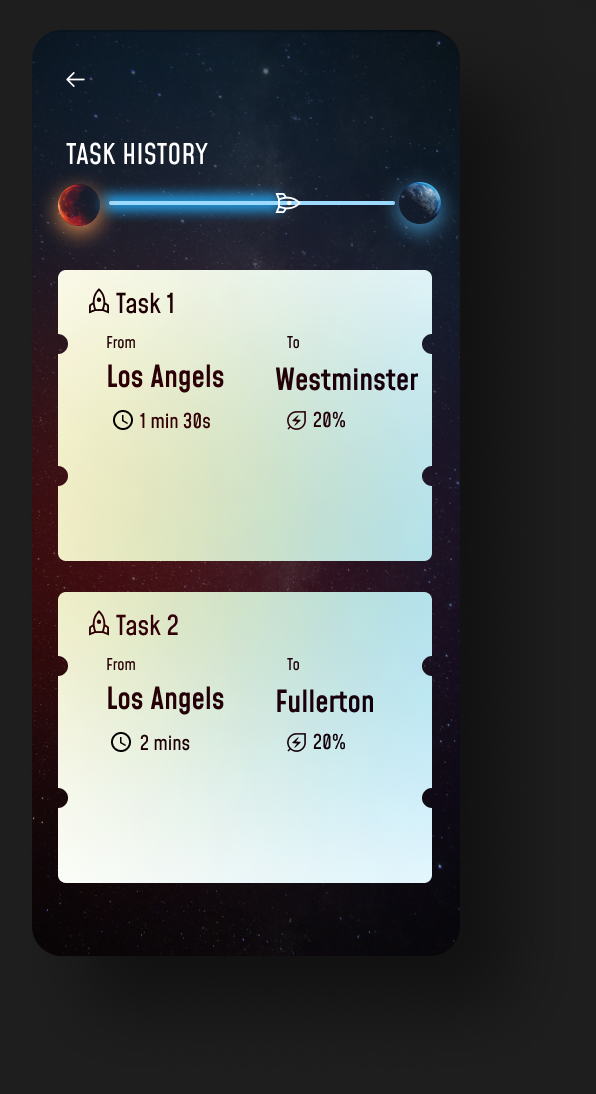 TASK HISTORY
Task 1
From To
Los Angels Westminster
1 min 30s 20%
Task 2
From To
Los Angels Fullerton
2 mins 20%